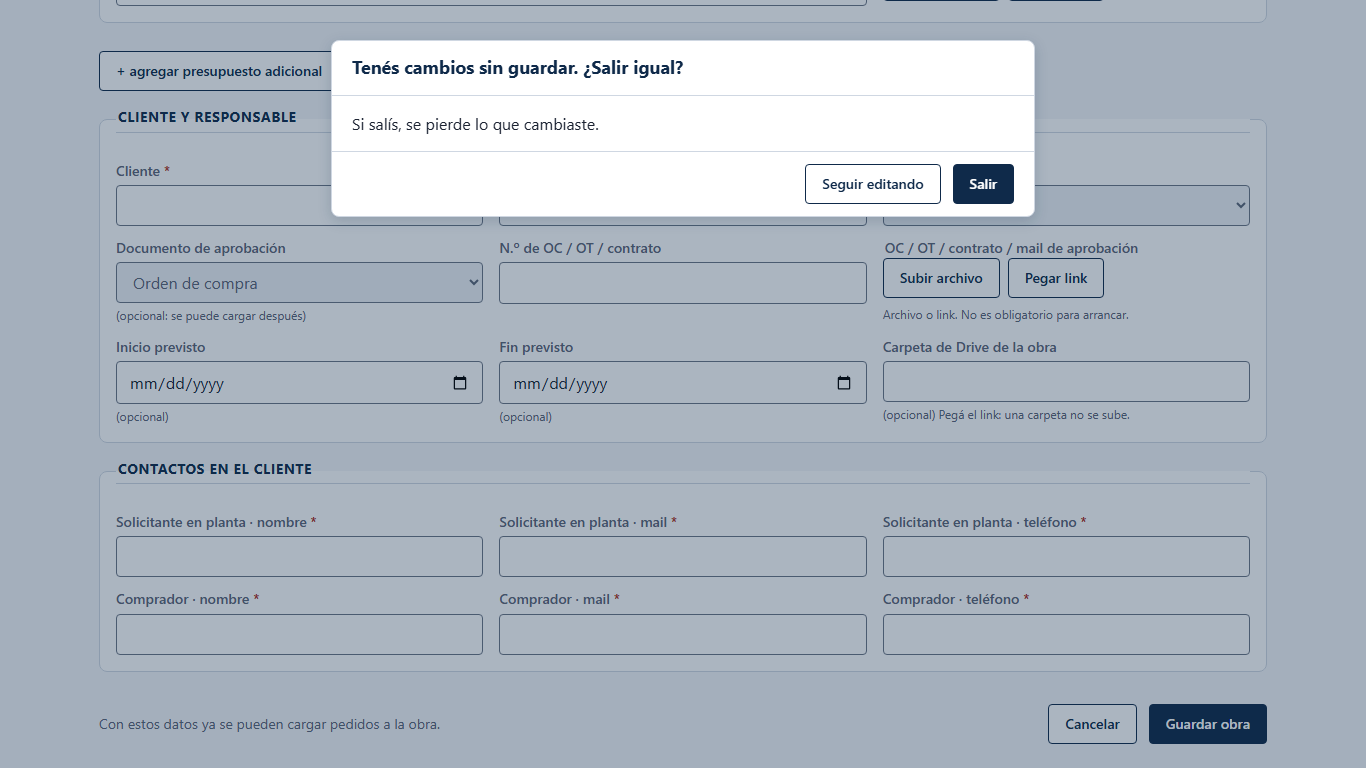 + agregar presupuesto adicional
Tenés cambios sin guardar. ¿Salir igual?
Si salís, se pierde lo que cambiaste.
Seguir editando
Salir
CLIENTE Y RESPONSABLE
Cliente *
Documento de aprobación
N.º de OC / OT / contrato
OC / OT / contrato / mail de aprobación
Orden de compra
Subir archivo
Pegar link
(opcional: se puede cargar después)
Archivo o link. No es obligatorio para arrancar.
Inicio previsto
Fin previsto
Carpeta de Drive de la obra
mm/dd/yyyy
mm/dd/yyyy
(opcional)
(opcional)
(opcional) Pegá el link: una carpeta no se sube.
CONTACTOS EN EL CLIENTE
Solicitante en planta · nombre *
Solicitante en planta · mail *
Solicitante en planta · teléfono *
Comprador · nombre *
Comprador · mail *
Comprador · teléfono *
Con estos datos ya se pueden cargar pedidos a la obra.
Cancelar
Guardar obra